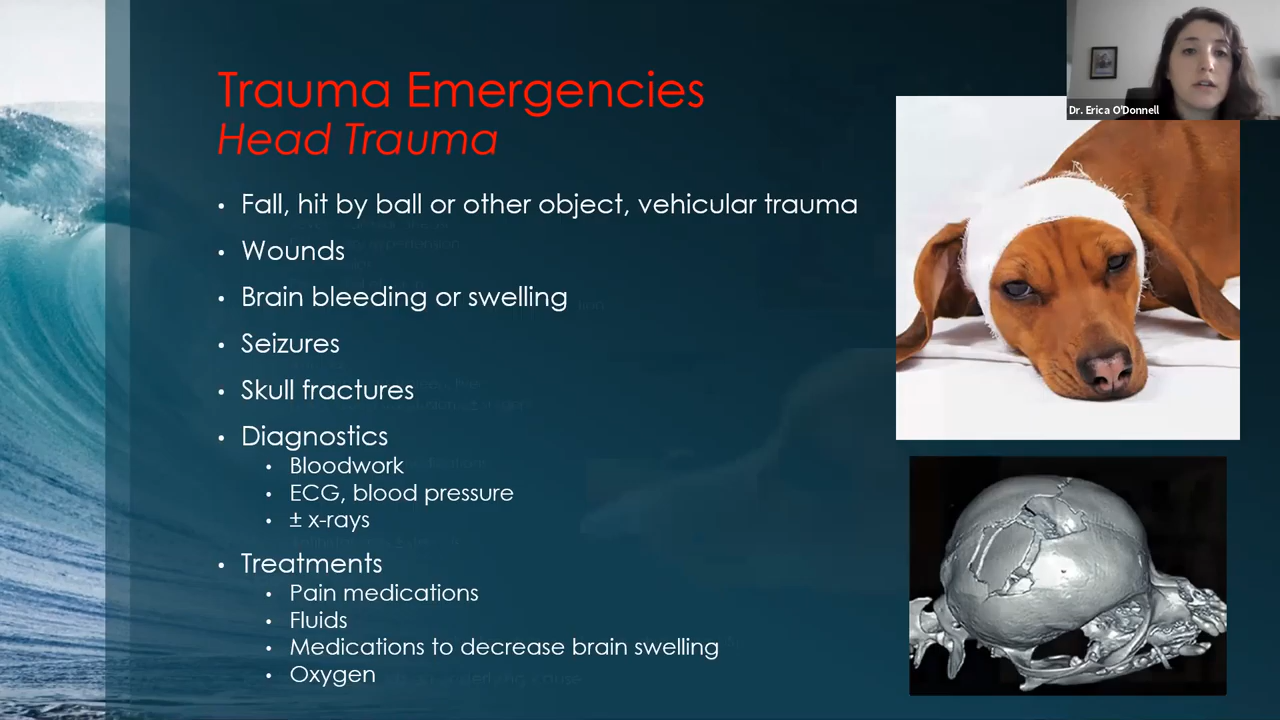 Trauma Emergencies
Head Trauma
• Fall, hit by ball or other object, vehicular trauma
• Wounds
• Brain bleeding or swelling
• Seizures
• Skull fractures
• Diagnostics
• Bloodwork
• ECG, blood pressure
• ± x-rays
• Treatments
• Pain medications
• Fluids
• Medications to decrease brain swelling
• Oxygen
Dr. Erica O'Donnell